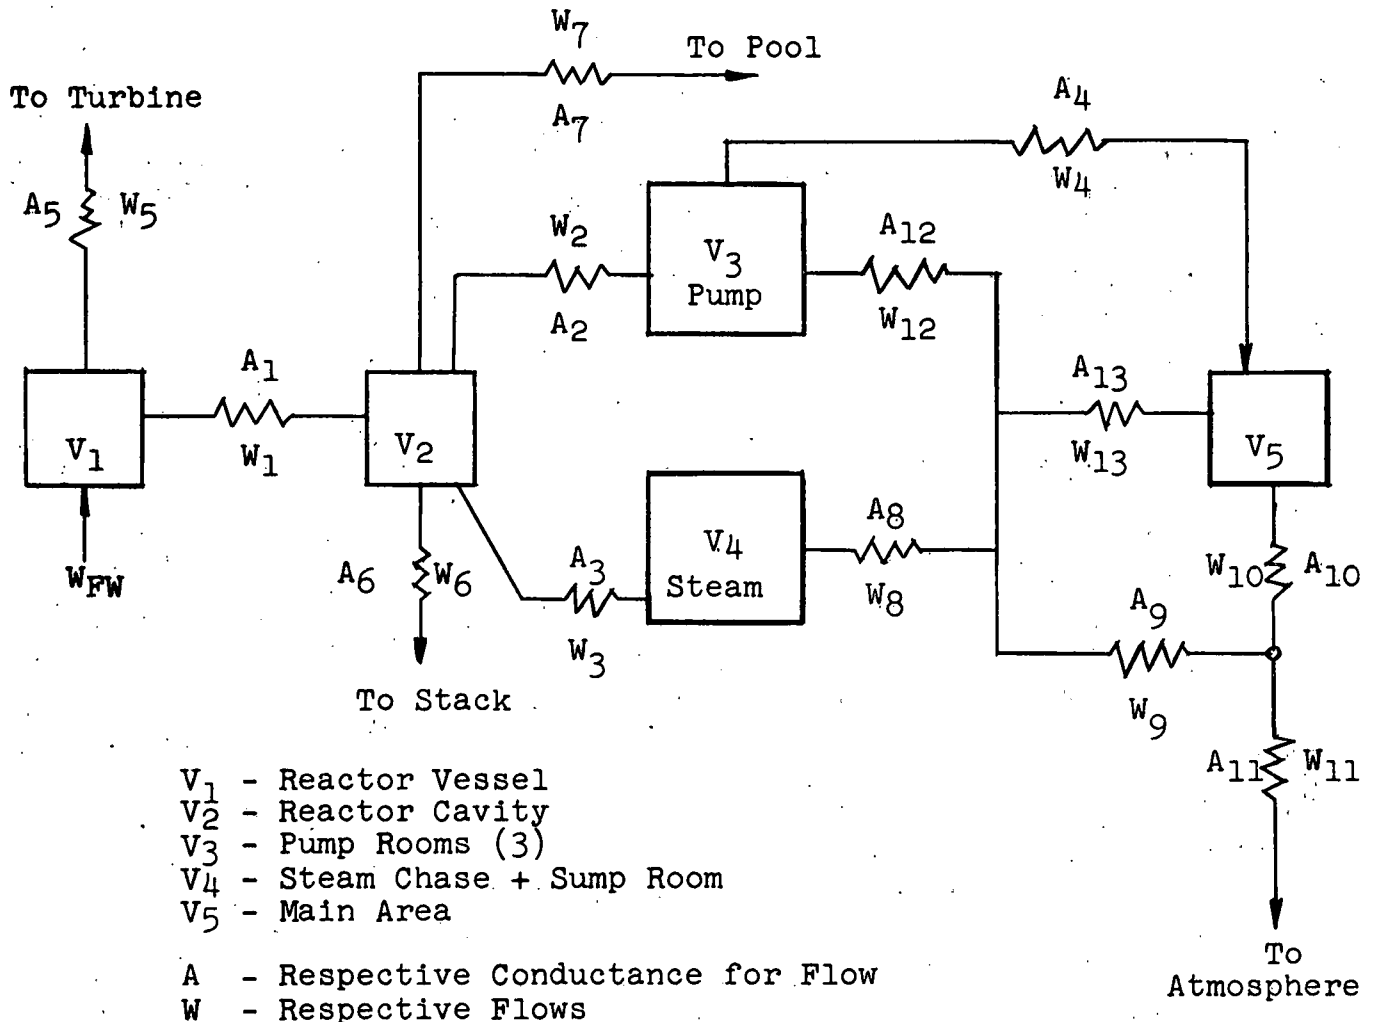 W7
To Pool
A7
To Turbine
A4
W4
A5
W5
W2
A2
V3
Pump
A12
W12
A1
W1
V1
V2
A13
W13
V5
WFW
A6
W6
A3
W3
V4
Steam
A8
W8
W10
A10
A9
W9
To Stack
A11
W11
V1 - Reactor Vessel
V2 - Reactor Cavity
V3 - Pump Rooms (3)
V4 - Steam Chase + Sump Room
V5 - Main Area
A - Respective Conductance for Flow
W - Respective Flows
To
Atmosphere